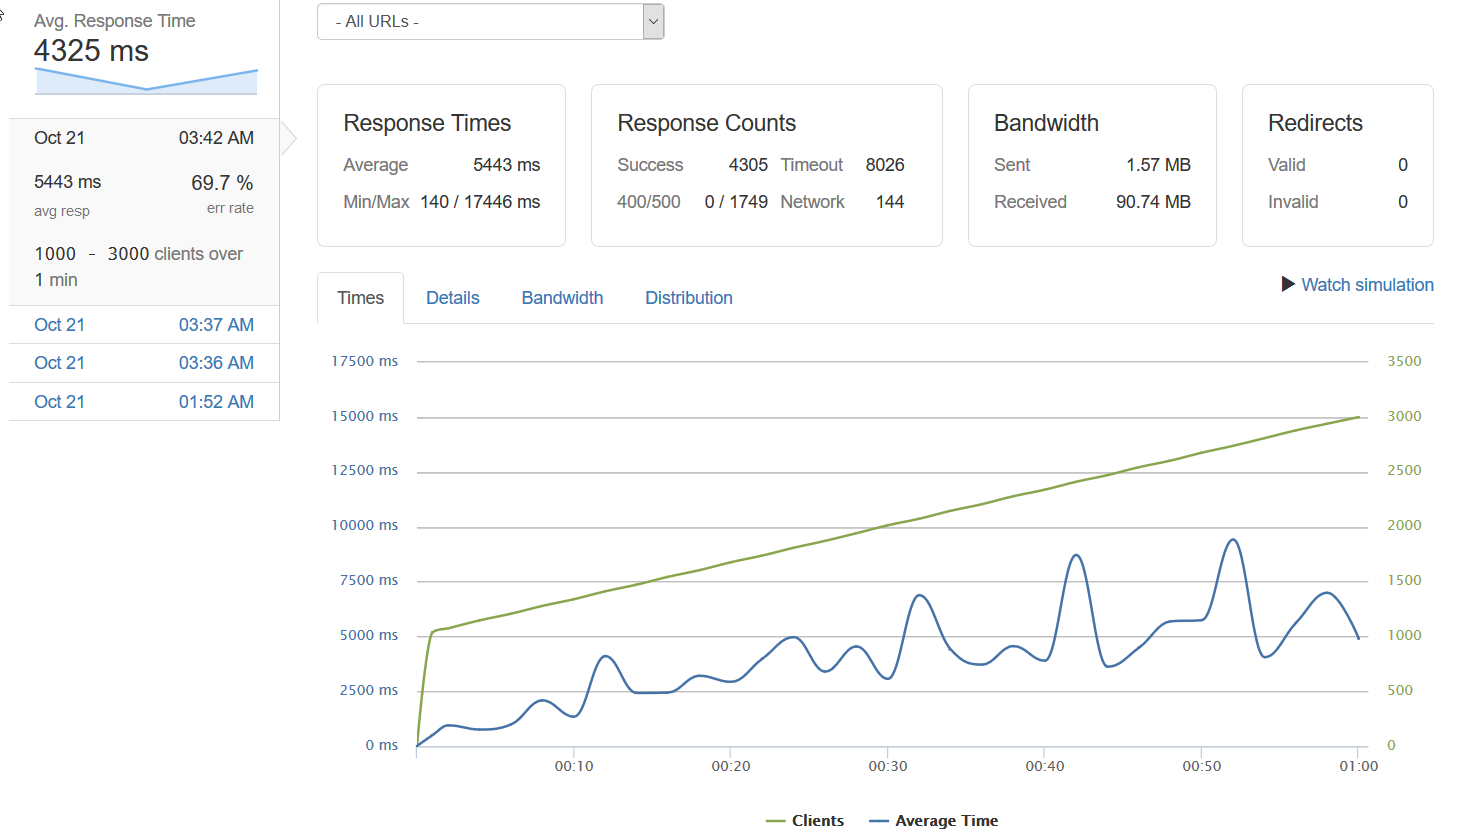 Avg. Response Time
4325 ms
Oct 21 03:42 AM
5443 ms 69.7 %
avg resp err rate
1000 - 3000 clients over
1 min
Oct 21 03:37 AM
Oct 21 03:36 AM
Oct 21 01:52 AM
- All URLs -
Response Times
Average 5443 ms
Min/Max 140 / 17446 ms
Response Counts
Success 4305 Timeout 8026
400/500 0 / 1749 Network 144
Bandwidth
Sent 1.57 MB
Received 90.74 MB
Redirects
Valid 0
Invalid 0
Times Details Bandwidth Distribution
Watch simulation
17500 ms 3500
15000 ms 3000
12500 ms 2500
10000 ms 2000
7500 ms 1500
5000 ms 1000
2500 ms 500
0 ms 0
00:10 00:20 00:30 00:40 00:50 01:00
Clients Average Time